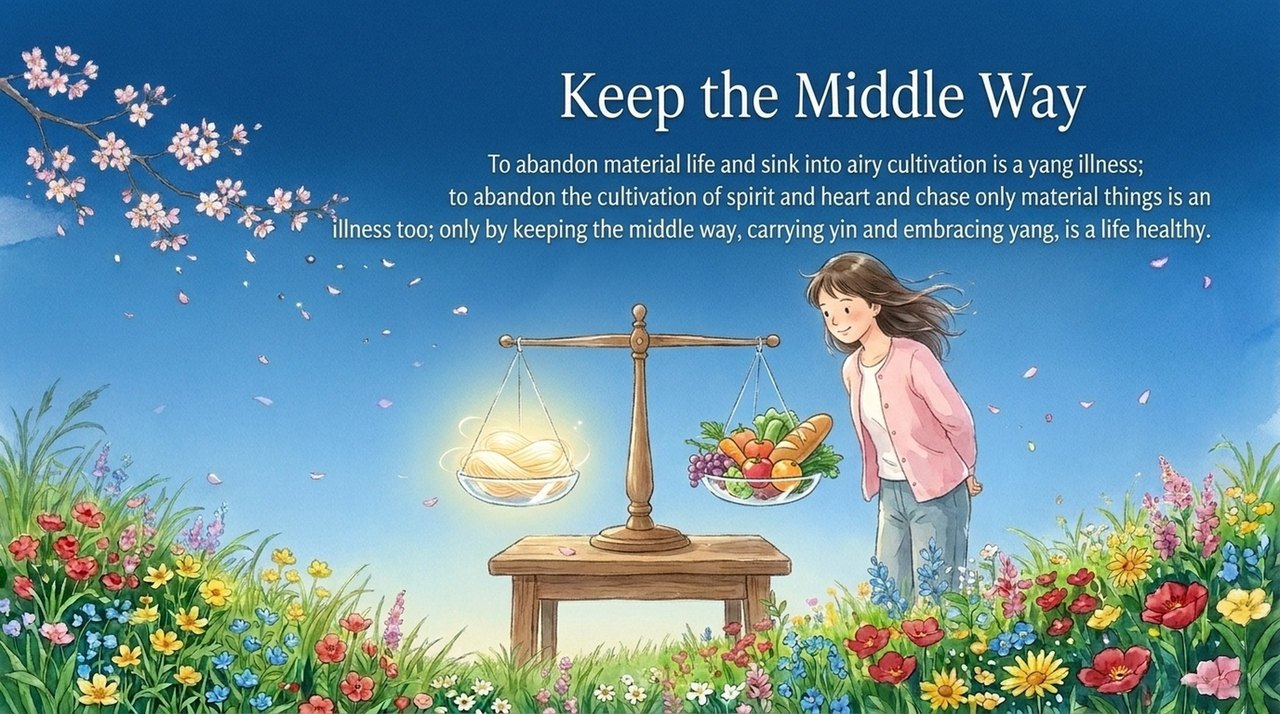 Keep the Middle Way
To abandon material life and sink into airy cultivation is a yang illness;
to abandon the cultivation of spirit and heart and chase only material things is an
illness too; only by keeping the middle way, carrying yin and embracing yang, is a life healthy.